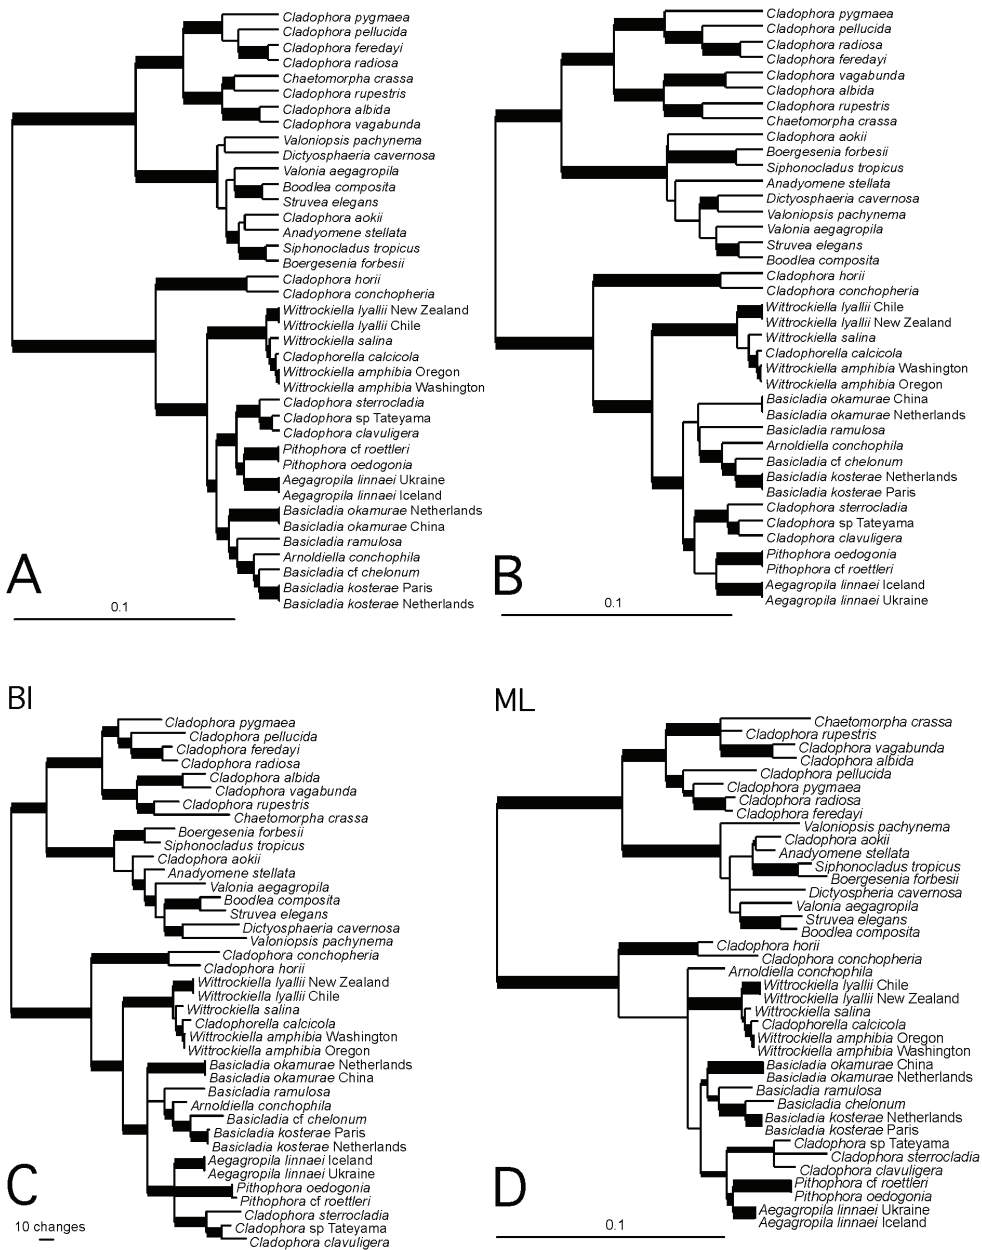 Cladophora pygmaea
Cladophora pellucida
Cladophora feredayi
Cladophora radiosa
Chaetomorpha crassa
Cladophora rupestris
Cladophora albida
Cladophora vagabunda
Valoniopsis pachynema
Dictyosphaeria cavernosa
Valonia aegagropila
Boodlea composita
Struvea elegans
Cladophora aokii
Anadyomene stellata
Siphonocladus tropicus
Boergesenia forbesii
Cladophora horii
Cladophora conchopheria
Wittrockiella lyallii New Zealand
Wittrockiella lyallii Chile
Wittrockiella salina
Cladophorella calcicola
Wittrockiella amphibia Oregon
Wittrockiella amphibia Washington
Cladophora sterrocladia
Cladophora sp Tateyama
Cladophora clavuligera
Pithophora cf roettleri
Pithophora oedogonia
Aegagropila linnaei Ukraine
Aegagropila linnaei Iceland
Basicladia okamurae Netherlands
Basicladia okamurae China
Basicladia ramulosa
Arnoldiella conchophila
Basicladia cf chelonum
Basicladia kosterae Paris
Basicladia kosterae Netherlands
A
0.1
Cladophora pygmaea
Cladophora pellucida
Cladophora radiosa
Cladophora feredayi
Cladophora vagabunda
Cladophora albida
Cladophora rupestris
Chaetomorpha crassa
Cladophora aokii
Boergesenia forbesii
Siphonocladus tropicus
Anadyomene stellata
Dictyosphaeria cavernosa
Valoniopsis pachynema
Valonia aegagropila
Struvea elegans
Boodlea composita
Cladophora horii
Cladophora conchopheria
Wittrockiella lyallii Chile
Wittrockiella lyallii New Zealand
Wittrockiella salina
Cladophorella calcicola
Wittrockiella amphibia Washington
Wittrockiella amphibia Oregon
Basicladia okamurae China
Basicladia okamurae Netherlands
Basicladia ramulosa
Arnoldiella conchophila
Basicladia cf chelonum
Basicladia kosterae Netherlands
Basicladia kosterae Paris
Cladophora sterrocladia
Cladophora sp Tateyama
Cladophora clavuligera
Pithophora oedogonia
Pithophora cf roettleri
Aegagropila linnaei Iceland
Aegagropila linnaei Ukraine
B
0.1
BI
Cladophora pygmaea
Cladophora pellucida
Cladophora feredayi
Cladophora radiosa
Cladophora albida
Cladophora vagabunda
Cladophora rupestris
Chaetomorpha crassa
Boergesenia forbesii
Siphonocladus tropicus
Cladophora aokii
Anadyomene stellata
Valonia aegagropila
Boodlea composita
Struvea elegans
Dictyosphaeria cavernosa
Valoniopsis pachynema
Cladophora conchopheria
Cladophora horii
Wittrockiella lyallii New Zealand
Wittrockiella lyallii Chile
Wittrockiella salina
Cladophorella calcicola
Wittrockiella amphibia Washington
Wittrockiella amphibia Oregon
Basicladia okamurae Netherlands
Basicladia okamurae China
Basicladia ramulosa
Arnoldiella conchophila
Basicladia cf chelonum
Basicladia kosterae Paris
Basicladia kosterae Netherlands
Aegagropila linnaei Iceland
Aegagropila linnaei Ukraine
Pithophora oedogonia
Pithophora cf roettleri
Cladophora sterrocladia
Cladophora sp Tateyama
Cladophora clavuligera
C
10 changes
ML
Chaetomorpha crassa
Cladophora rupestris
Cladophora vagabunda
Cladophora albida
Cladophora pellucida
Cladophora pygmaea
Cladophora radiosa
Cladophora feredayi
Valoniopsis pachynema
Cladophora aokii
Anadyomene stellata
Siphonocladus tropicus
Boergesenia forbesii
Dictyospheria cavernosa
Valonia aegagropila
Struvea elegans
Boodlea composita
Cladophora horii
Cladophora conchopheria
Arnoldiella conchophila
Wittrockiella lyallii Chile
Wittrockiella lyallii New Zealand
Wittrockiella salina
Cladophorella calcicola
Wittrockiella amphibia Oregon
Wittrockiella amphibia Washington
Basicladia okamurae China
Basicladia okamurae Netherlands
Basicladia ramulosa
Basicladia chelonum
Basicladia kosterae Netherlands
Basicladia kosterae Paris
Cladophora sp Tateyama
Cladophora sterrocladia
Cladophora clavuligera
Pithophora cf roettleri
Pithophora oedogonia
Aegagropila linnaei Ukraine
Aegagropila linnaei Iceland
D
0.1